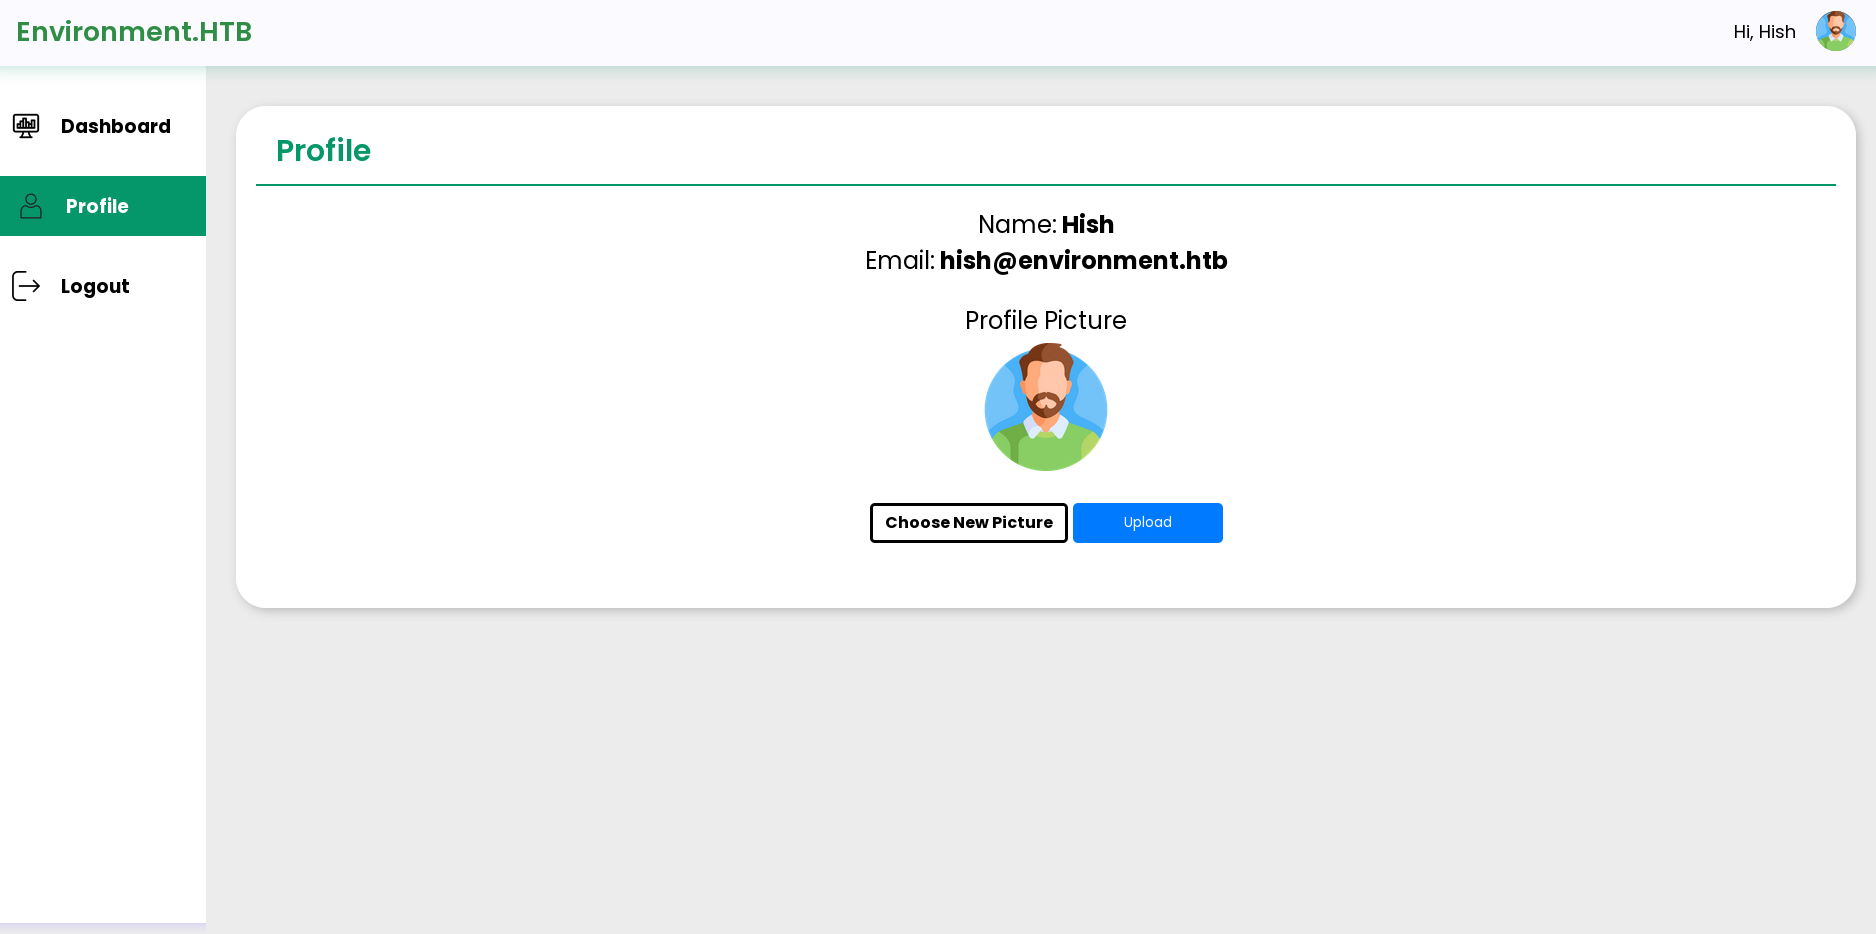 Environment.HTB
Hi, Hish
Dashboard
Profile
Logout
Profile
Name: Hish
Email: hish@environment.htb
Profile Picture
Choose New Picture
Upload